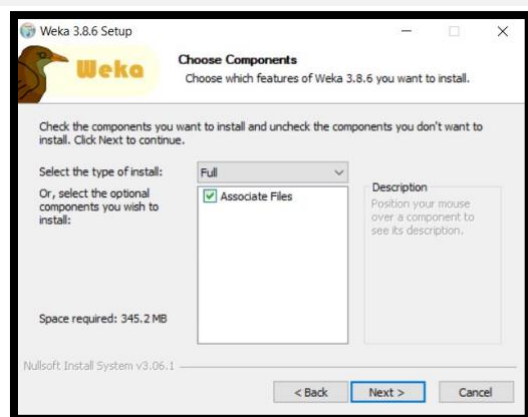 Weka 3.8.6 Setup
Weka
Choose Components
Choose which features of Weka 3.8.6 you want to install.
Check the components you want to install and uncheck the components you don't want to
install. Click Next to continue.
Select the type of install:
Full
Or, select the optional
components you wish to
install:
Associate Files
Description
Position your mouse
over a component to
see its description.
Space required: 345.2 MB
Nullsoft Install System v3.06.1
< Back
Next >
Cancel